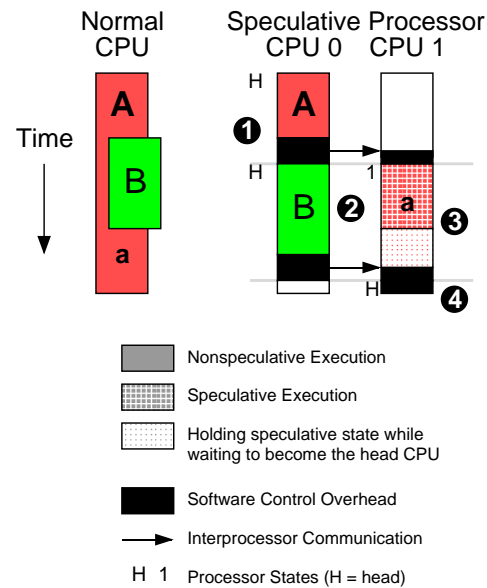 Normal
CPU
Speculative Processor
CPU 0 CPU 1
Time
A
B
a
H
A
1
H
1
B
2
a
3
H
4
Nonspeculative Execution
Speculative Execution
Holding speculative state while
waiting to become the head CPU
Software Control Overhead
Interprocessor Communication
H 1 Processor States (H = head)